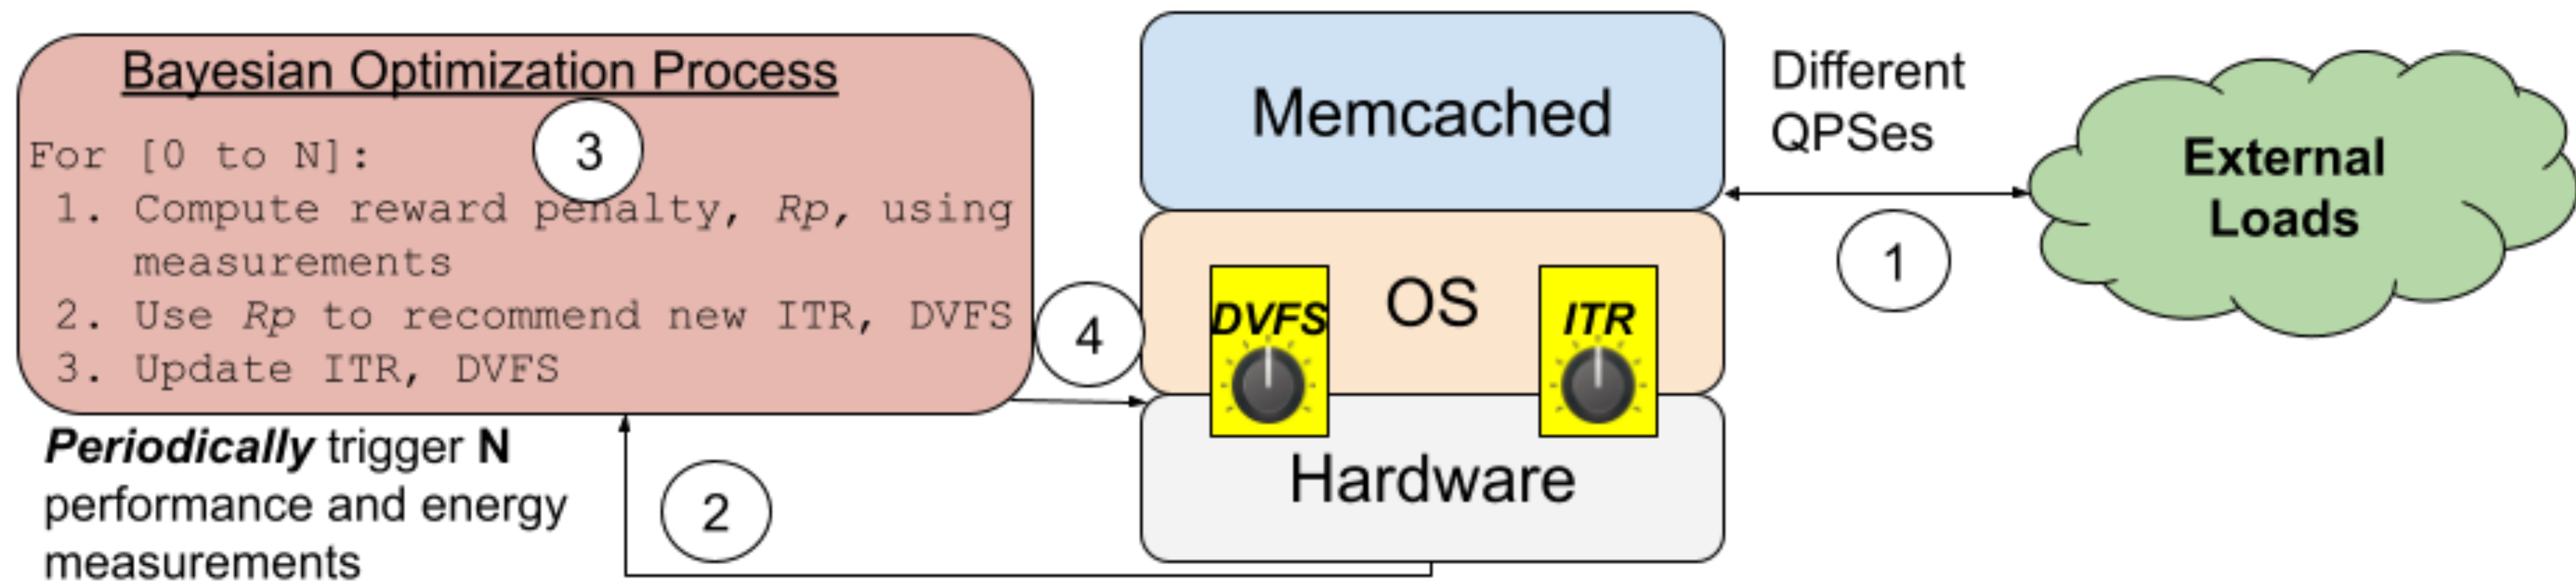 Bayesian Optimization Process
3
For [0 to N]:
1. Compute reward penalty, Rp, using
measurements
2. Use Rp to recommend new ITR, DVFS
3. Update ITR, DVFS
Periodically trigger N
performance and energy
measurements
2
4
Memcached
OS
DVFS
ITR
Hardware
Different
QPSes
1
External
Loads